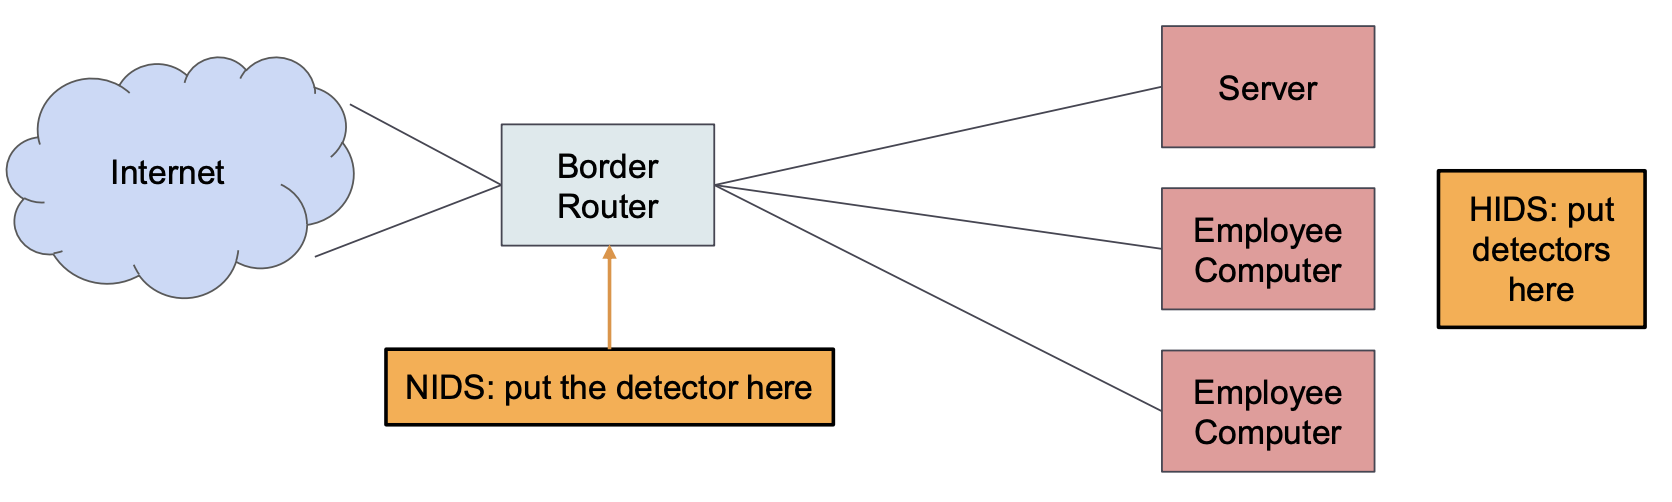 Internet
Border
Router
NIDS: put the detector here
Server
Employee
Computer
Employee
Computer
HIDS: put
detectors
here